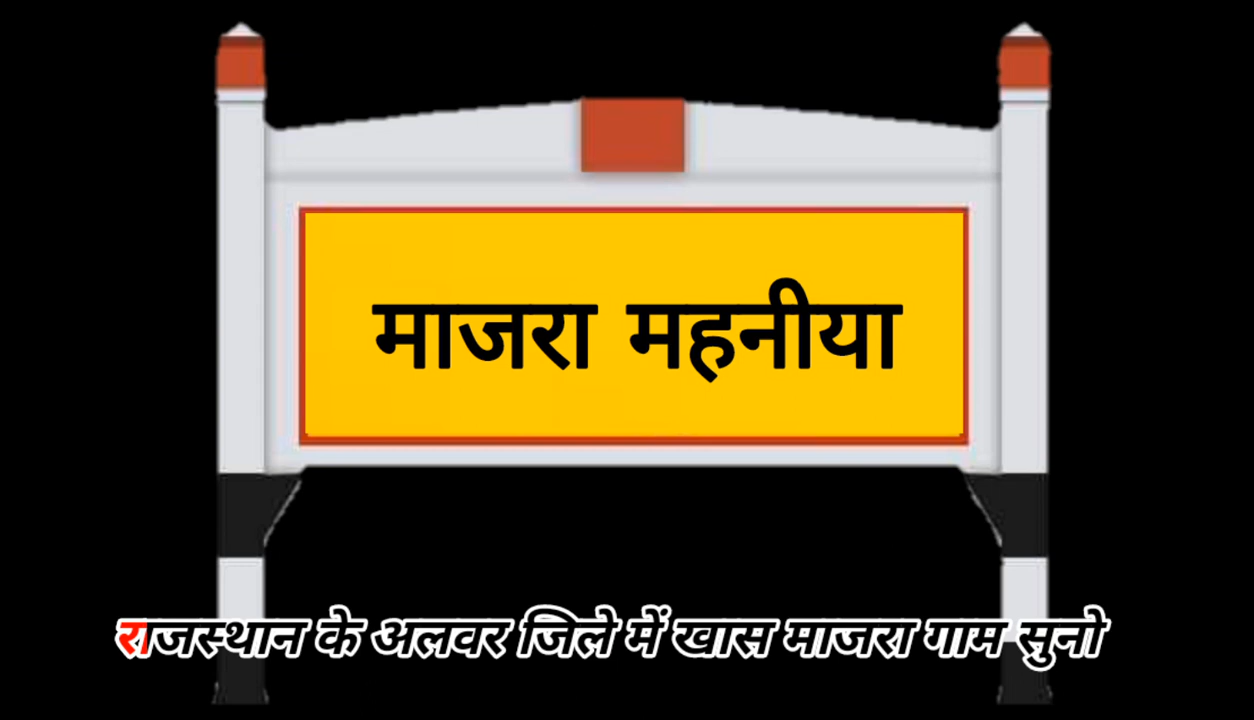 माजरा महनीया
राजस्थान के अलवर जिले में खास माजरा गाम सुनो